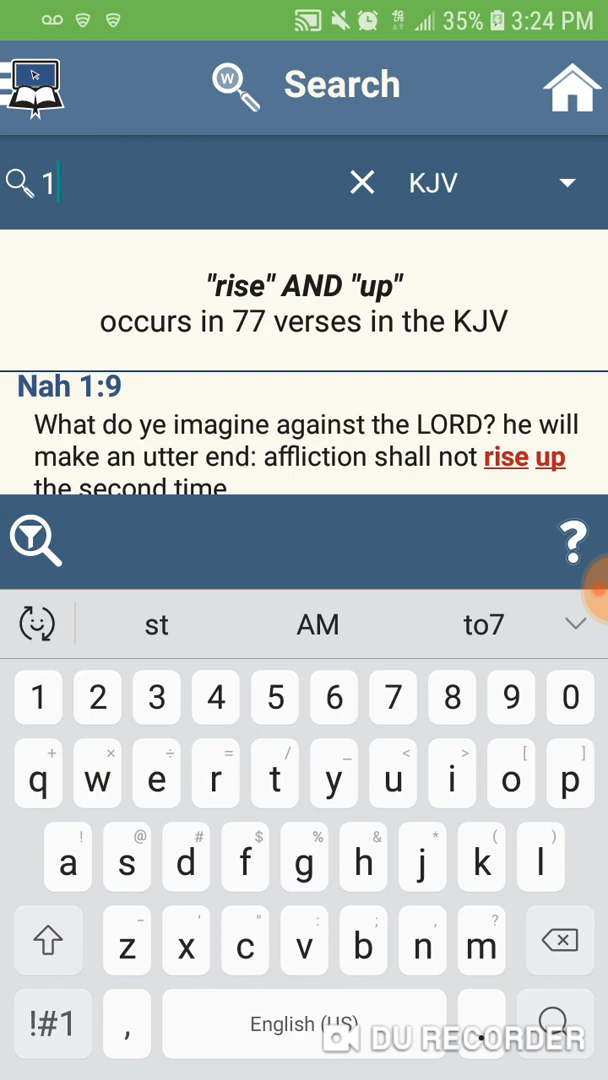 4G 35% 3:24 PM
W Search
1 KJV
"rise" AND "up"
occurs in 77 verses in the KJV
Nah 1:9
What do ye imagine against the LORD? he will
make an utter end: affliction shall not rise up
the second time
?
st AM to7
1 2 3 4 5 6 7 8 9 0
+ × ÷ = / _ < > [ ]
q w e r t y u i o p
! @ # $ % & * ( )
a s d f g h j k l
- ' " : ; , ?
z x c v b n m
!#1 , English (US) .
DU RECORDER